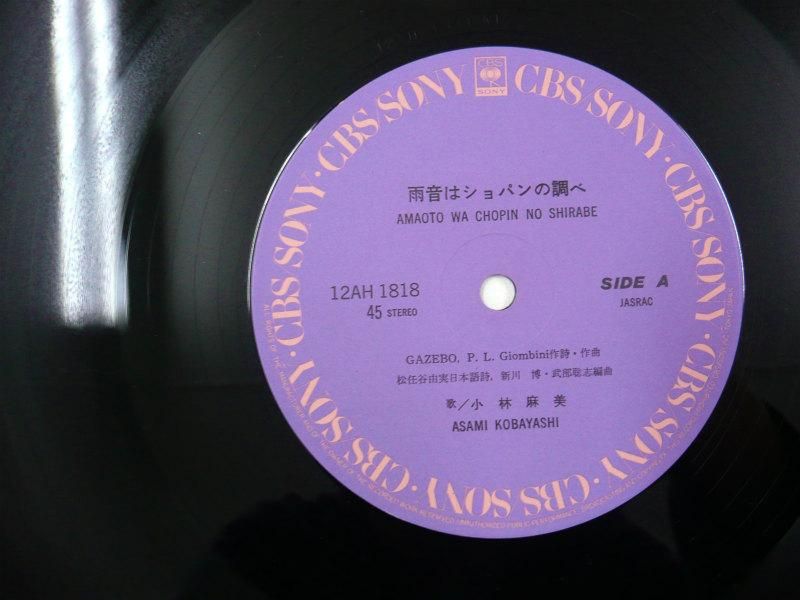 CBS
SONY
CBS/SONY · CBS/SONY · CBS SONY · CBS SONY · CBS SONY · CBS SONY · CBS SONY · CBS SONY
雨音はショパンの調べ
AMAOTO WA CHOPIN NO SHIRABE
12AH 1818
45 STEREO
SIDE A
JASRAC
GAZEBO, P. L. Giombini作詩・作曲
松任谷由実日本語詩, 新川 博・武部聡志編曲
歌/小林麻美
ASAMI KOBAYASHI